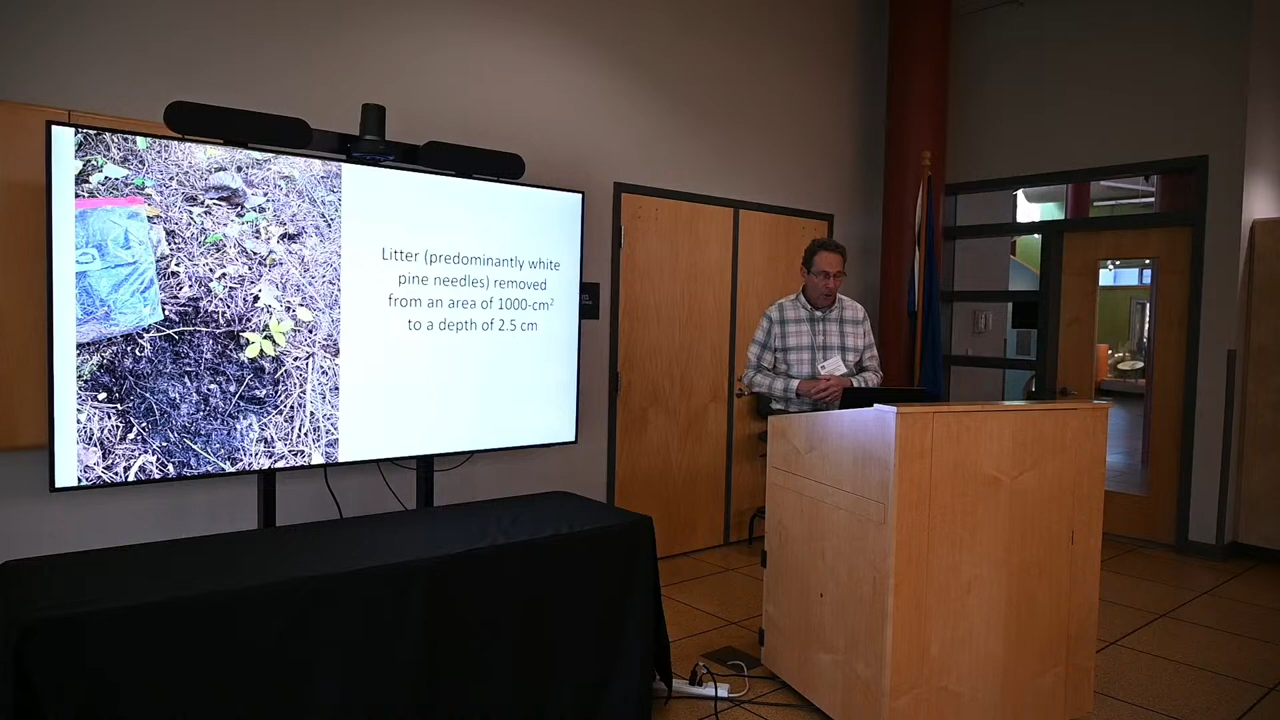 Litter (predominantly white
pine needles) removed
from an area of 1000-cm²
to a depth of 2.5 cm